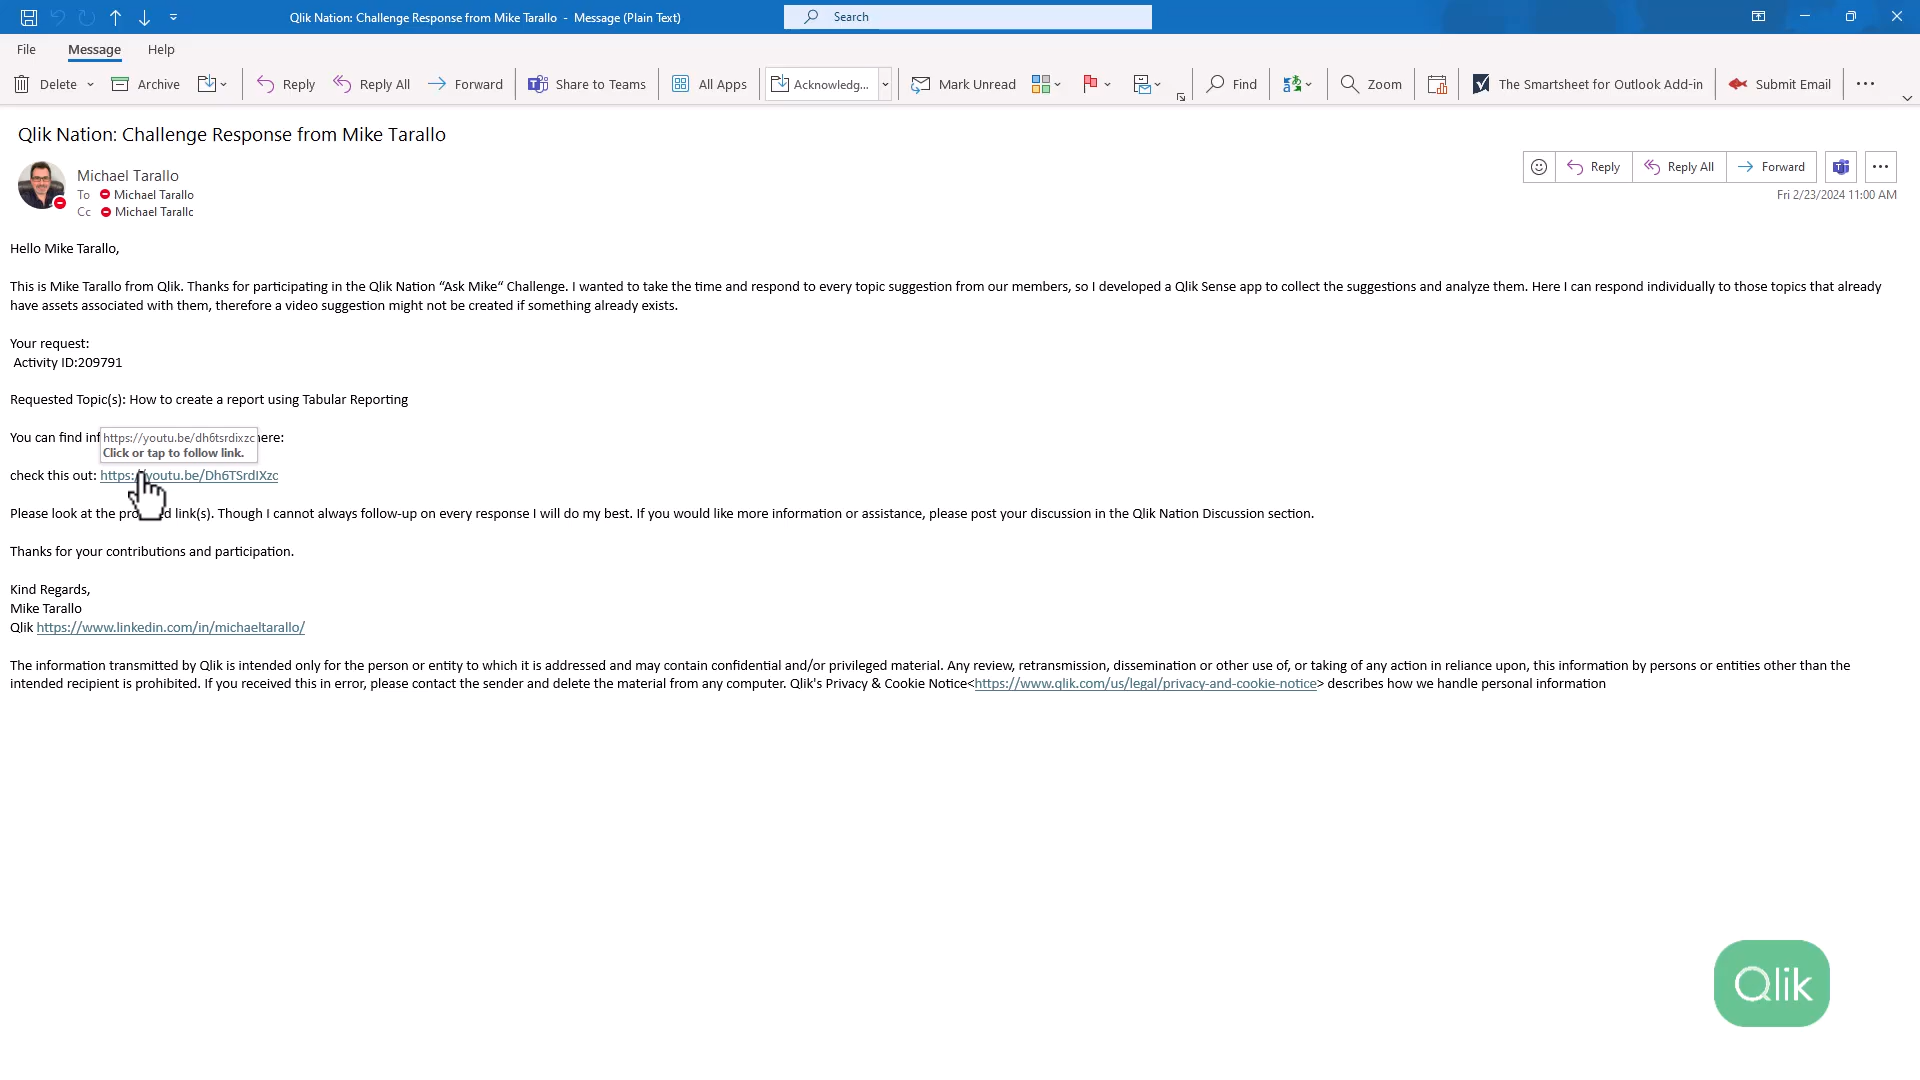 Qlik Nation: Challenge Response from Mike Tarallo - Message (Plain Text)
Search
File Message Help
Delete Archive Reply Reply All Forward Share to Teams All Apps Acknowledg... Mark Unread Find Zoom The Smartsheet for Outlook Add-in Submit Email
Qlik Nation: Challenge Response from Mike Tarallo
Michael Tarallo
To Michael Tarallo
Cc Michael Tarallc
Reply Reply All Forward
Fri 2/23/2024 11:00 AM
Hello Mike Tarallo,
This is Mike Tarallo from Qlik. Thanks for participating in the Qlik Nation “Ask Mike“ Challenge. I wanted to take the time and respond to every topic suggestion from our members, so I developed a Qlik Sense app to collect the suggestions and analyze them. Here I can respond individually to those topics that already
have assets associated with them, therefore a video suggestion might not be created if something already exists.
Your request:
Activity ID:209791
Requested Topic(s): How to create a report using Tabular Reporting
You can find inf here:
https://youtu.be/dh6tsrdixzc
Click or tap to follow link.
check this out: https://youtu.be/Dh6TSrdIXzc
Please look at the pro d link(s). Though I cannot always follow-up on every response I will do my best. If you would like more information or assistance, please post your discussion in the Qlik Nation Discussion section.
Thanks for your contributions and participation.
Kind Regards,
Mike Tarallo
Qlik https://www.linkedin.com/in/michaeltarallo/
The information transmitted by Qlik is intended only for the person or entity to which it is addressed and may contain confidential and/or privileged material. Any review, retransmission, dissemination or other use of, or taking of any action in reliance upon, this information by persons or entities other than the
intended recipient is prohibited. If you received this in error, please contact the sender and delete the material from any computer. Qlik's Privacy & Cookie Notice<https://www.qlik.com/us/legal/privacy-and-cookie-notice> describes how we handle personal information
Qlik